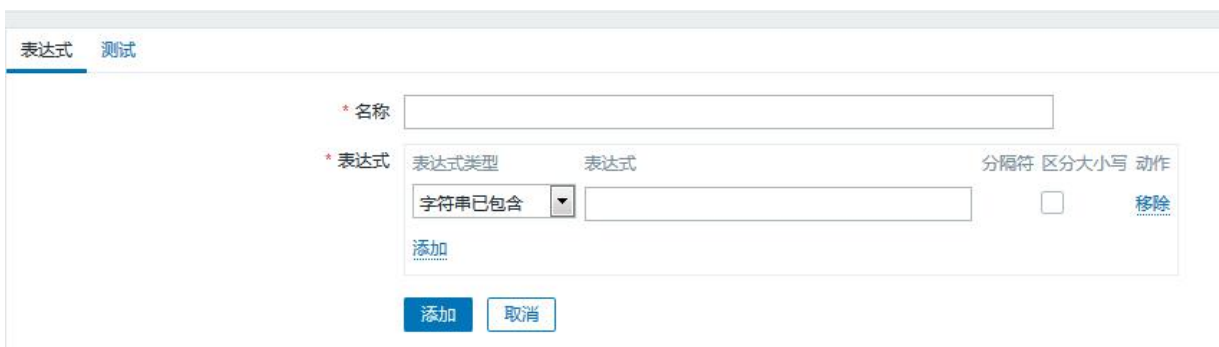 表达式 测试
* 名称
* 表达式 表达式类型 表达式 分隔符 区分大小写 动作
字符串已包含 移除
添加
添加 取消